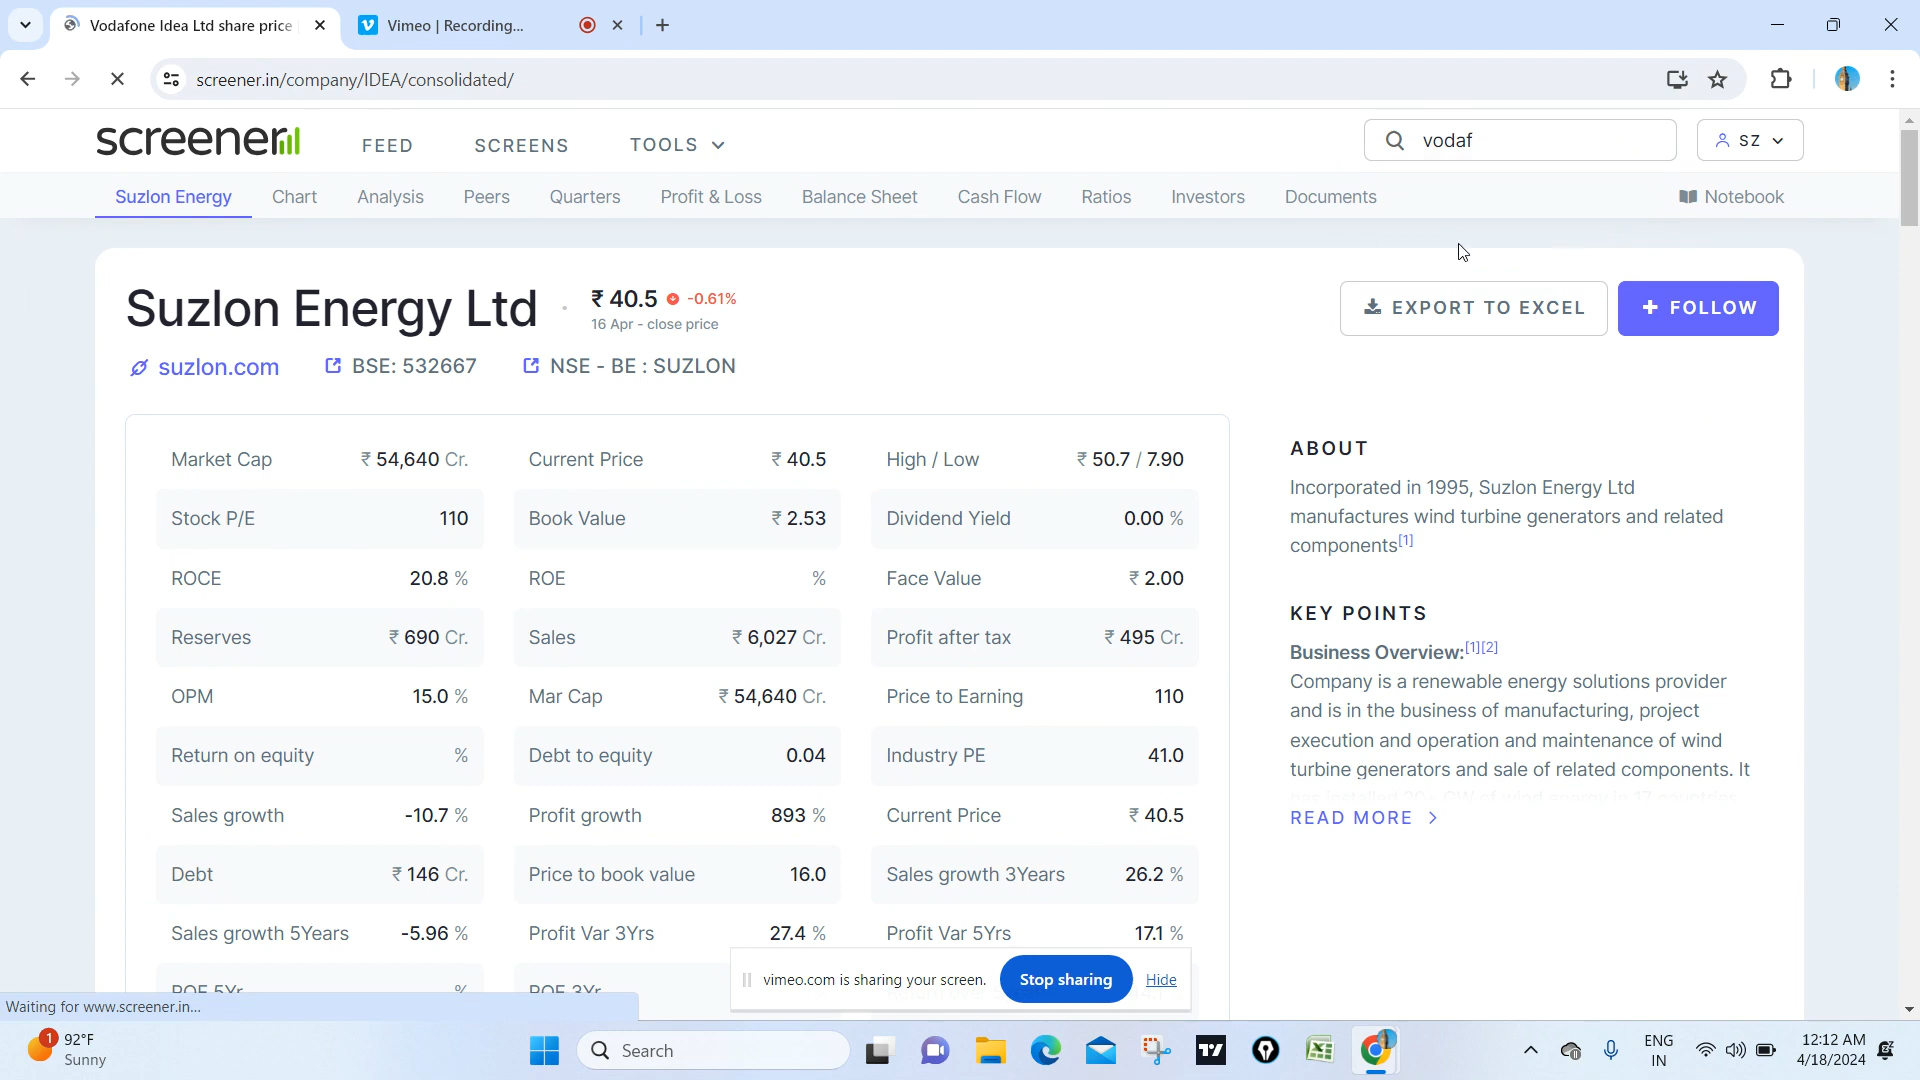 Vodafone Idea Ltd share price
Vimeo | Recording...
screener.in/company/IDEA/consolidated/
screener
FEED
SCREENS
TOOLS
vodaf
SZ
Suzlon Energy
Chart
Analysis
Peers
Quarters
Profit & Loss
Balance Sheet
Cash Flow
Ratios
Investors
Documents
Notebook
Suzlon Energy Ltd
₹ 40.5 -0.61%
16 Apr - close price
EXPORT TO EXCEL
+ FOLLOW
suzlon.com
BSE: 532667
NSE - BE : SUZLON
Market Cap ₹ 54,640 Cr.
Current Price ₹ 40.5
High / Low ₹ 50.7 / 7.90
Stock P/E 110
Book Value ₹ 2.53
Dividend Yield 0.00 %
ROCE 20.8 %
ROE %
Face Value ₹ 2.00
Reserves ₹ 690 Cr.
Sales ₹ 6,027 Cr.
Profit after tax ₹ 495 Cr.
OPM 15.0 %
Mar Cap ₹ 54,640 Cr.
Price to Earning 110
Return on equity %
Debt to equity 0.04
Industry PE 41.0
Sales growth -10.7 %
Profit growth 893 %
Current Price ₹ 40.5
Debt ₹ 146 Cr.
Price to book value 16.0
Sales growth 3Years 26.2 %
Sales growth 5Years -5.96 %
Profit Var 3Yrs 27.4 %
Profit Var 5Yrs 17.1 %
ROE 5Yr %
ROE 3Yr
ABOUT
Incorporated in 1995, Suzlon Energy Ltd
manufactures wind turbine generators and related
components[1]
KEY POINTS
Business Overview:[1][2]
Company is a renewable energy solutions provider
and is in the business of manufacturing, project
execution and operation and maintenance of wind
turbine generators and sale of related components. It
READ MORE >
vimeo.com is sharing your screen.
Stop sharing
Hide
Waiting for www.screener.in...
1
92°F
Sunny
Search
ENG
IN
12:12 AM
4/18/2024